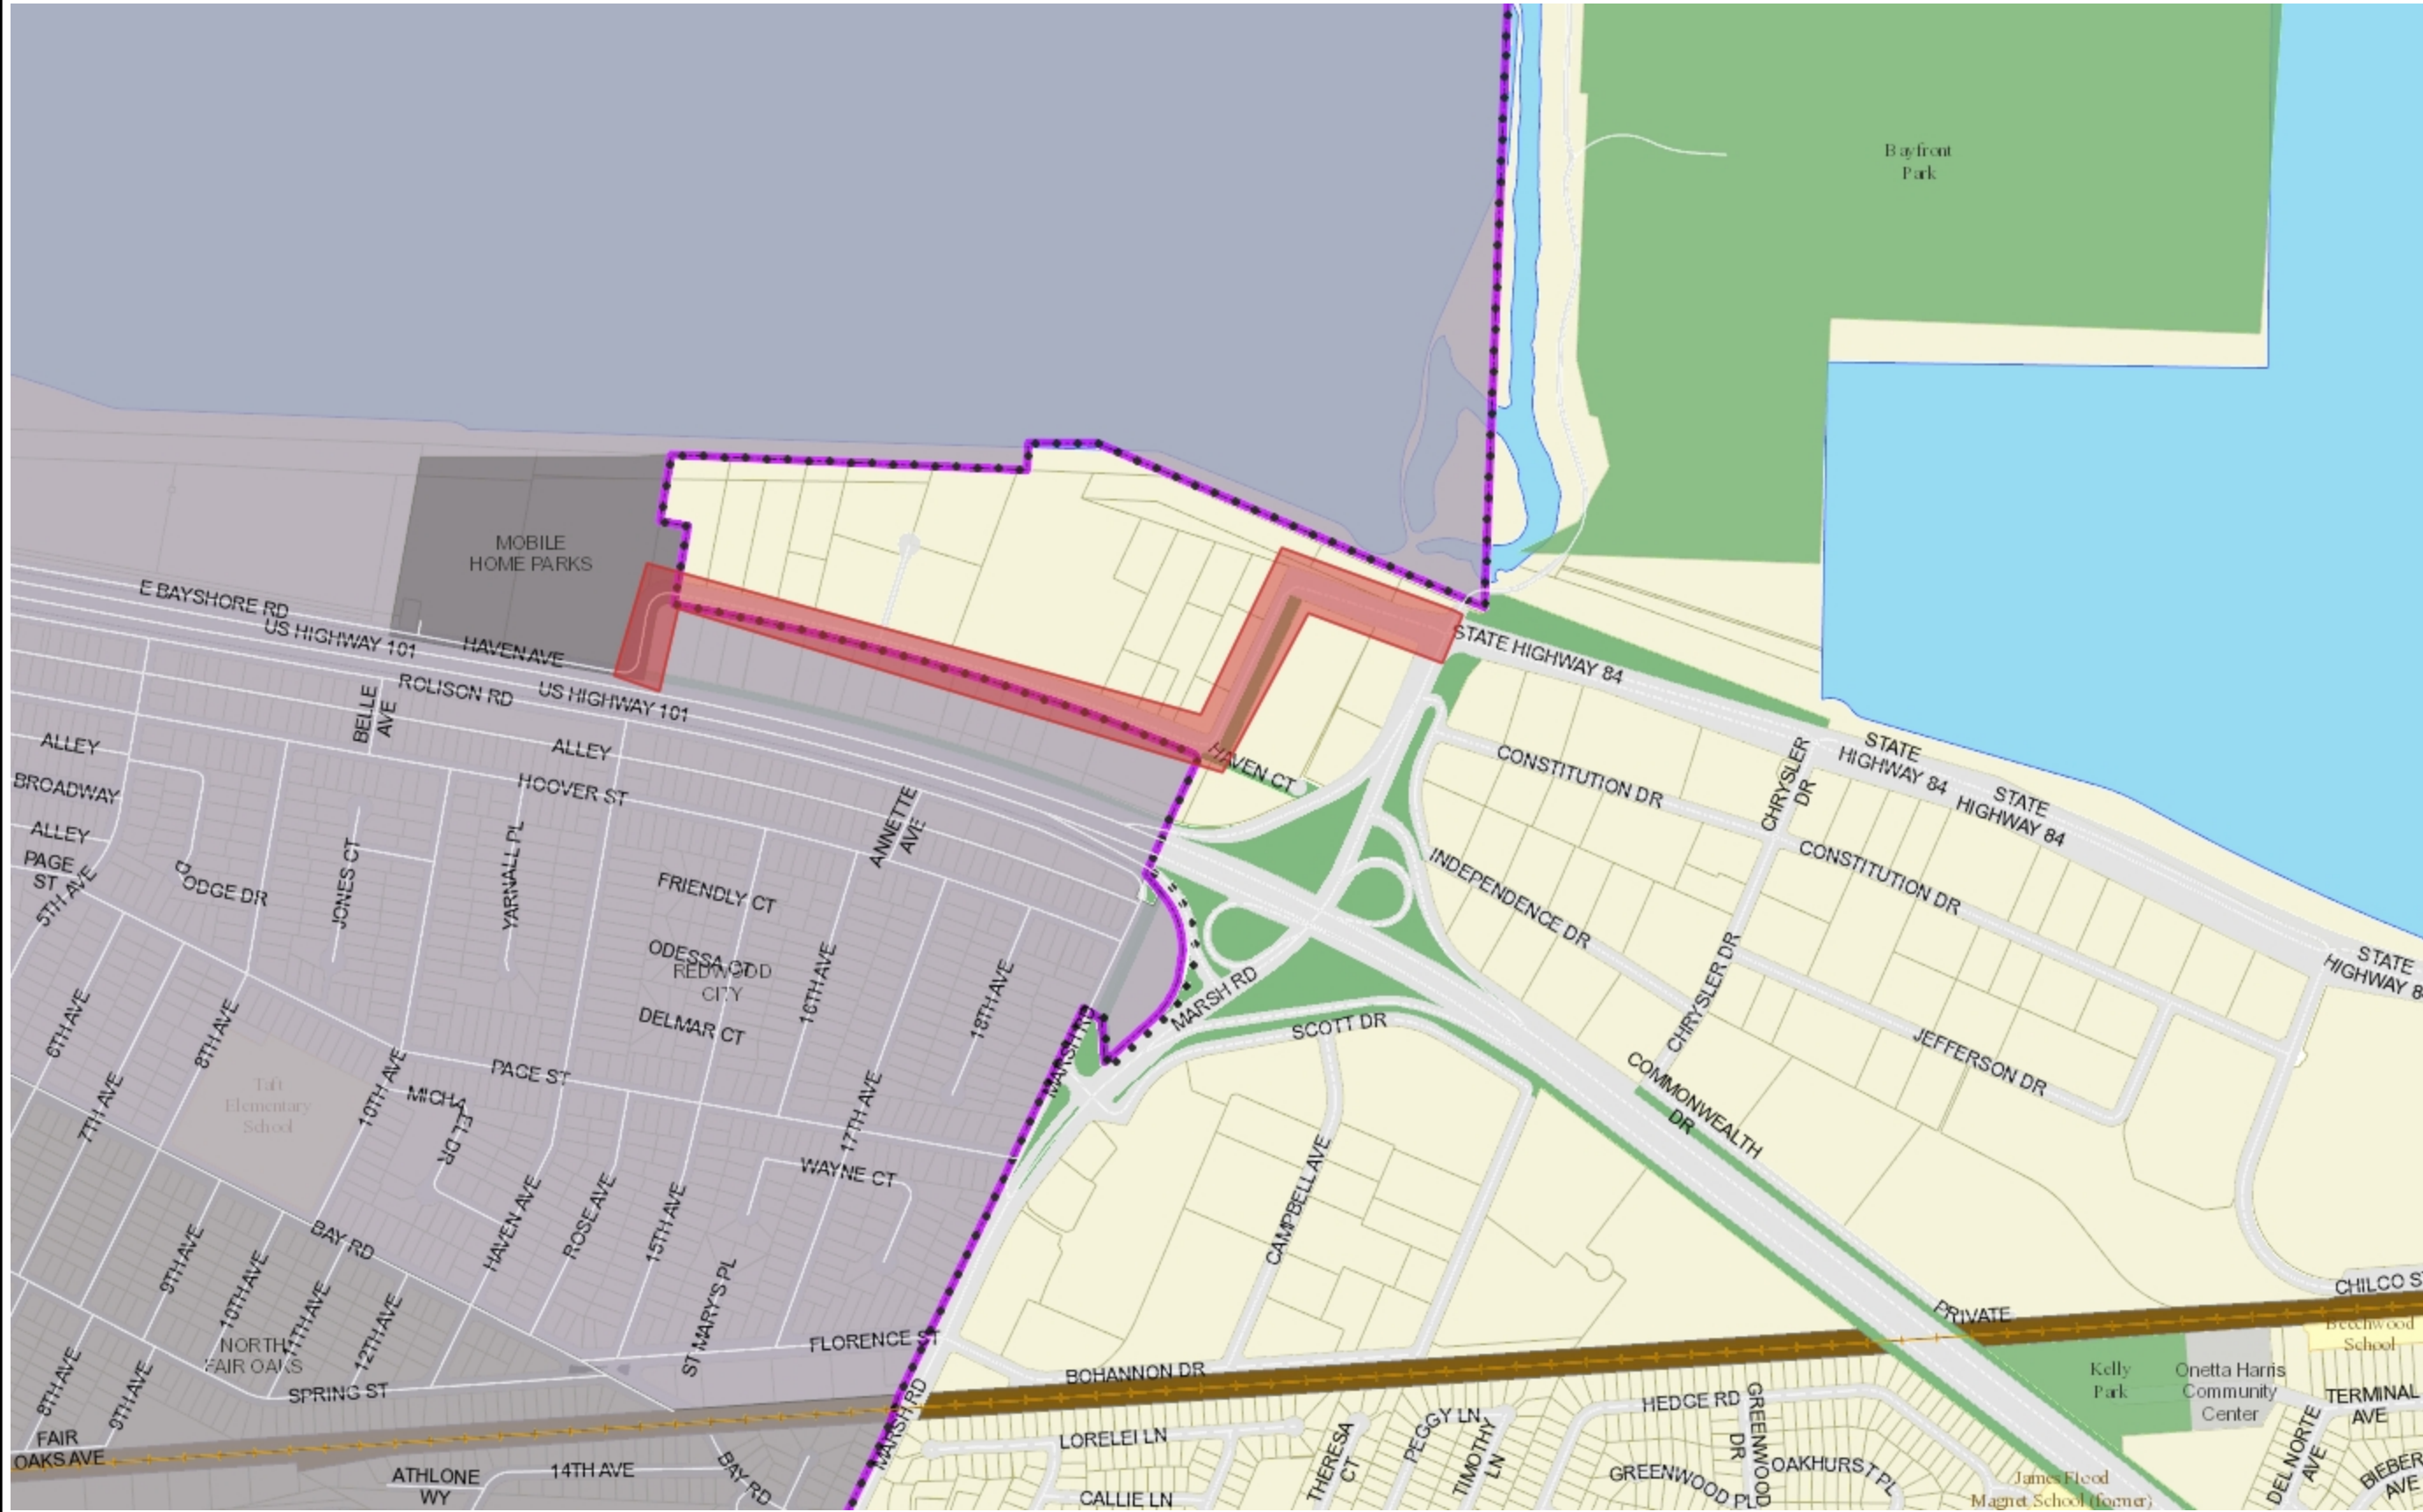 Bayfront
Park
MOBILE
HOME PARKS
E BAYSHORE RD
US HIGHWAY 101
HAVEN AVE
STATE HIGHWAY 84
ROLISON RD
US HIGHWAY 101
BELLE
AVE
ALLEY
ALLEY
BROADWAY
HOOVER ST
HAVEN CT
CONSTITUTION DR
CHRYSLER
DR
STATE
HIGHWAY 84
STATE
HIGHWAY 84
ANNETTE
AVE
ALLEY
PAGE
ST
5TH AVE
DODGE DR
JONES CT
YARNALL PL
FRIENDLY CT
INDEPENDENCE DR
CONSTITUTION DR
ODESSA CT
REDWOOD
CITY
DELMAR CT
16TH AVE
18TH AVE
MARSH RD
CHRYSLER DR
STATE
HIGHWAY 8
6TH AVE
8TH AVE
SCOTT DR
MARSH RD
JEFFERSON DR
PAGE ST
7TH AVE
Taft
Elementary
School
10TH AVE
MICHAEL DR
17TH AVE
COMMONWEALTH
DR
WAYNE CT
CAMPBELL AVE
HAVEN AVE
ROSE AVE
15TH AVE
BAY RD
9TH AVE
10TH AVE
11TH AVE
12TH AVE
ST MARY'S PL
CHILCO ST
PRIVATE
FLORENCE ST
Beechwood
School
NORTH
FAIR OAKS
SPRING ST
8TH AVE
9TH AVE
BOHANNON DR
Kelly
Park
Onetta Harris
Community
Center
TERMINAL
AVE
MARSH RD
HEDGE RD
GREENWOOD
DR
PEGGY LN
LORELEI LN
THERESA
CT
TIMOTHY
LN
FAIR
OAKS AVE
14TH AVE
BAY RD
ATHLONE
WY
CALLIE LN
GREENWOOD PL
OAKHURST PL
James Flood
Magnet School (former)
DEL NORTE
AVE
BIEBER
AVE